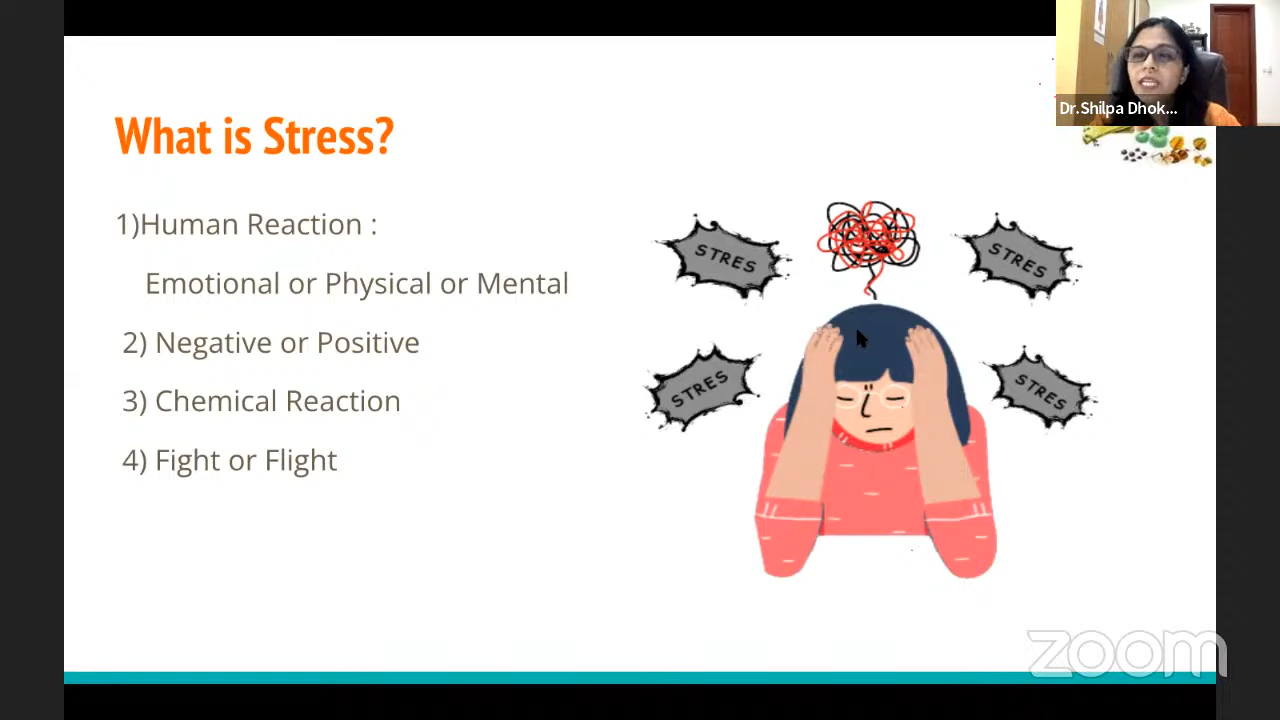 Dr.Shilpa Dhok...
What is Stress?
1)Human Reaction :
Emotional or Physical or Mental
2) Negative or Positive
3) Chemical Reaction
4) Fight or Flight
STRES
STRES
STRES
STRES
zoom